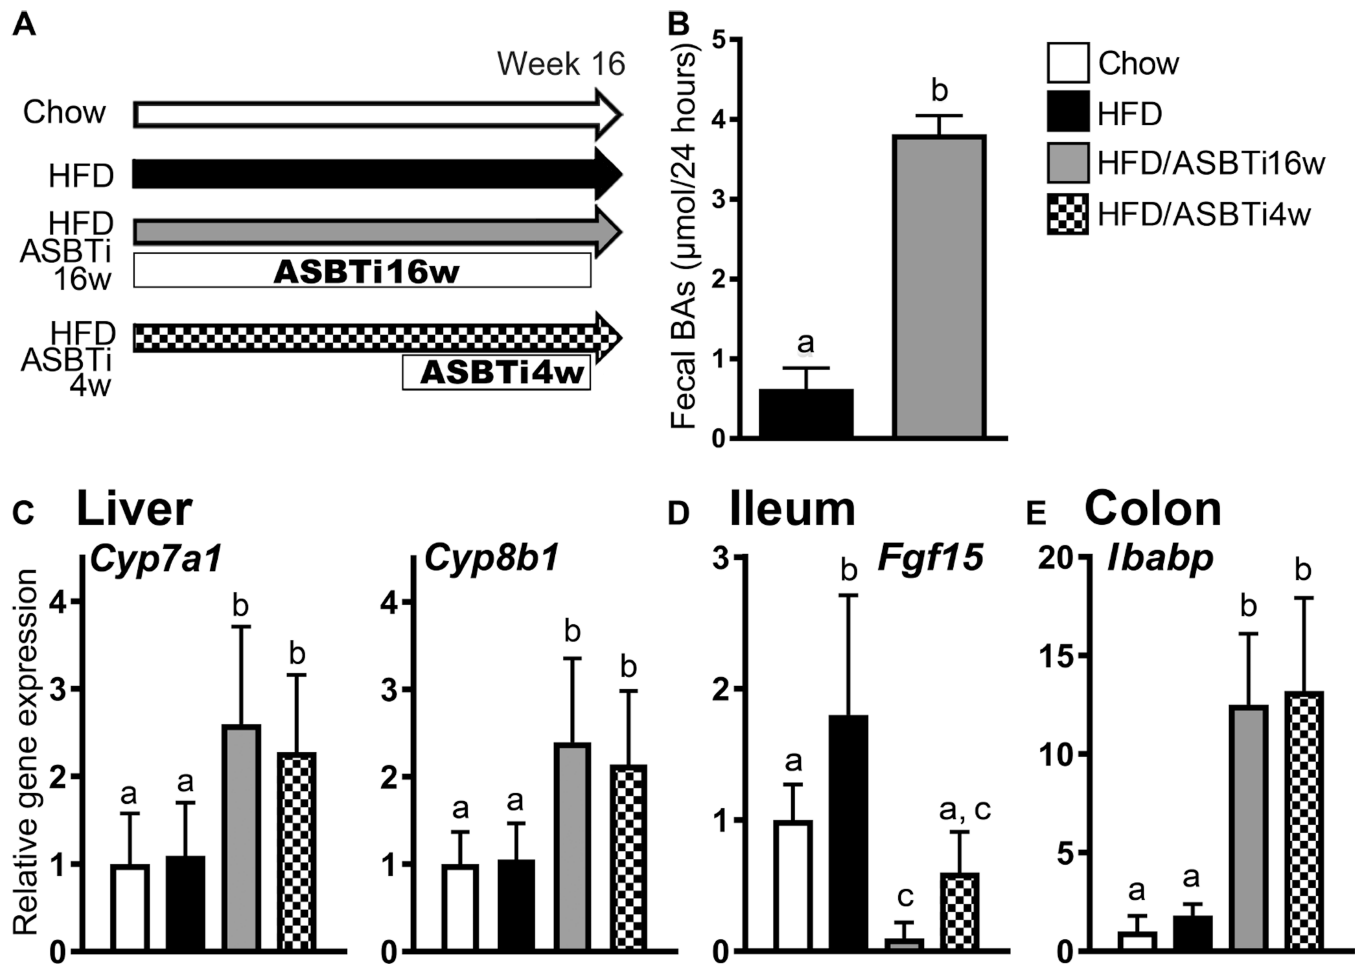 A
Week 16
Chow
HFD
HFD
ASBTi
16w
ASBTi16w
HFD
ASBTi
4w
ASBTi4w
B
Fecal BAs (μmol/24 hours)
5
4
3
2
1
0
a
b
Chow
HFD
HFD/ASBTi16w
HFD/ASBTi4w
C Liver
Relative gene expression
Cyp7a1
4
3
2
1
0
a
a
b
b
Cyp8b1
4
3
2
1
0
a
a
b
b
D Ileum
Fgf15
3
2
1
0
a
b
c
a, c
E Colon
Ibabp
20
15
10
5
0
a
a
b
b